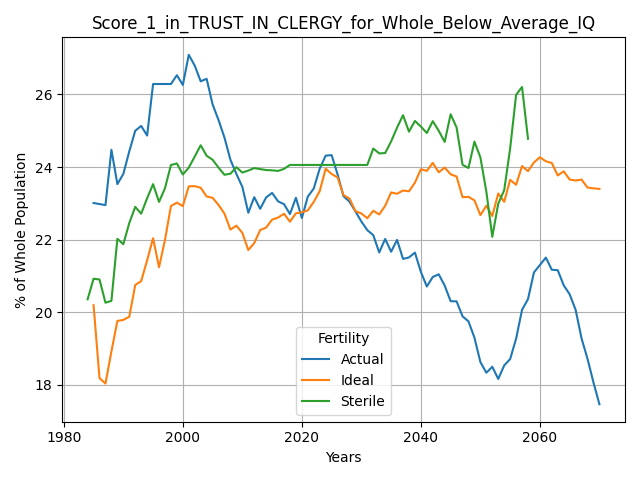 Score_1_in_TRUST_IN_CLERGY_for_Whole_Below_Average_IQ
% of Whole Population
26
24
22
20
18
Fertility
Actual
Ideal
Sterile
1980
2000
2020
2040
2060
Years